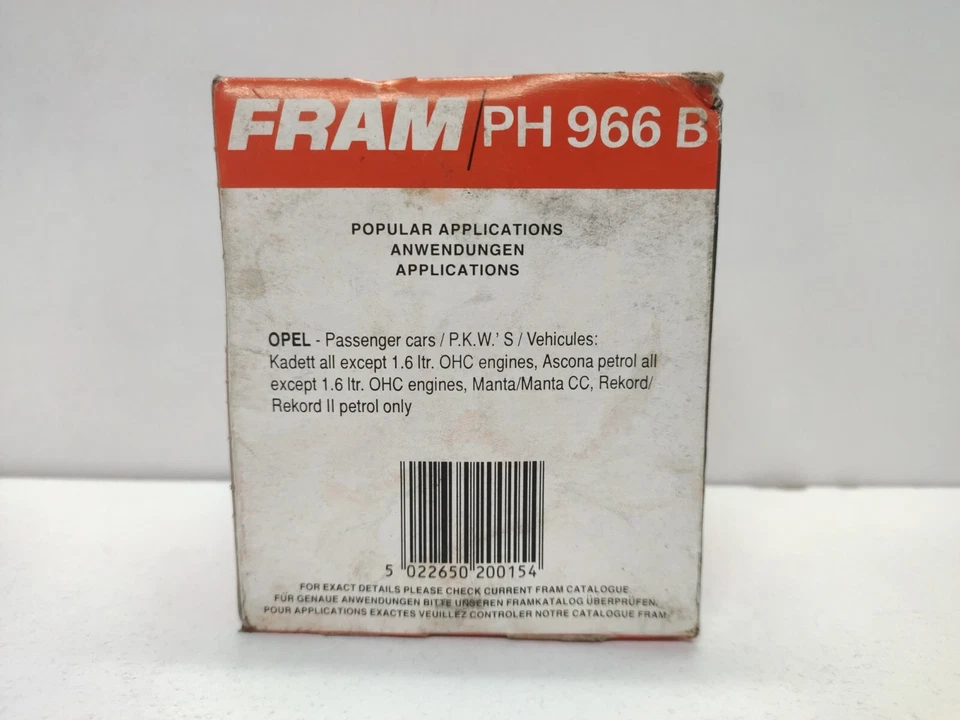 FRAM/PH 966 B
POPULAR APPLICATIONS
ANWENDUNGEN
APPLICATIONS
OPEL - Passenger cars / P.K.W.' S / Vehicules:
Kadett all except 1.6 ltr. OHC engines, Ascona petrol all
except 1.6 ltr. OHC engines, Manta/Manta CC, Rekord/
Rekord II petrol only
5 022650 200154
FOR EXACT DETAILS PLEASE CHECK CURRENT FRAM CATALOGUE.
FÜR GENAUE ANWENDUNGEN BITTE UNSEREN FRAMKATALOG ÜBERPRÜFEN.
POUR APPLICATIONS EXACTES VEUILLEZ CONTROLER NOTRE CATALOGUE FRAM.